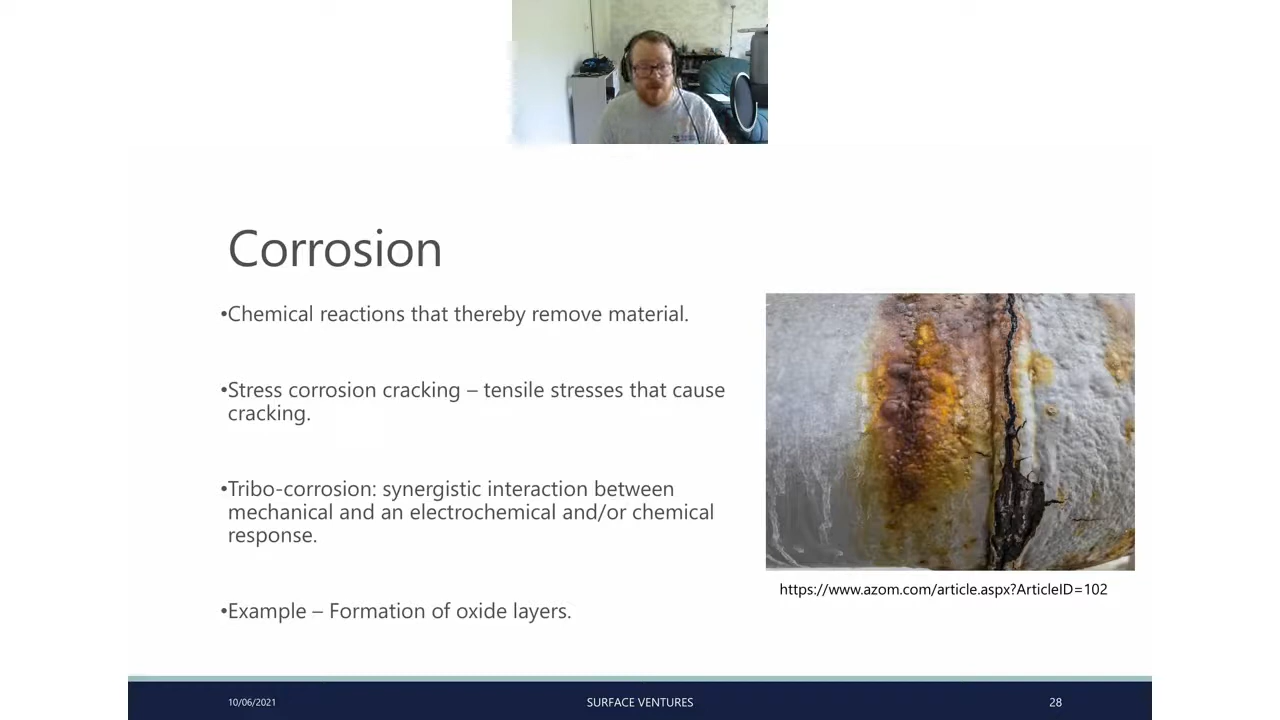 Corrosion
•Chemical reactions that thereby remove material.
•Stress corrosion cracking – tensile stresses that cause
cracking.
•Tribo-corrosion: synergistic interaction between
mechanical and an electrochemical and/or chemical
response.
•Example – Formation of oxide layers.
https://www.azom.com/article.aspx?ArticleID=102
10/06/2021
SURFACE VENTURES
28